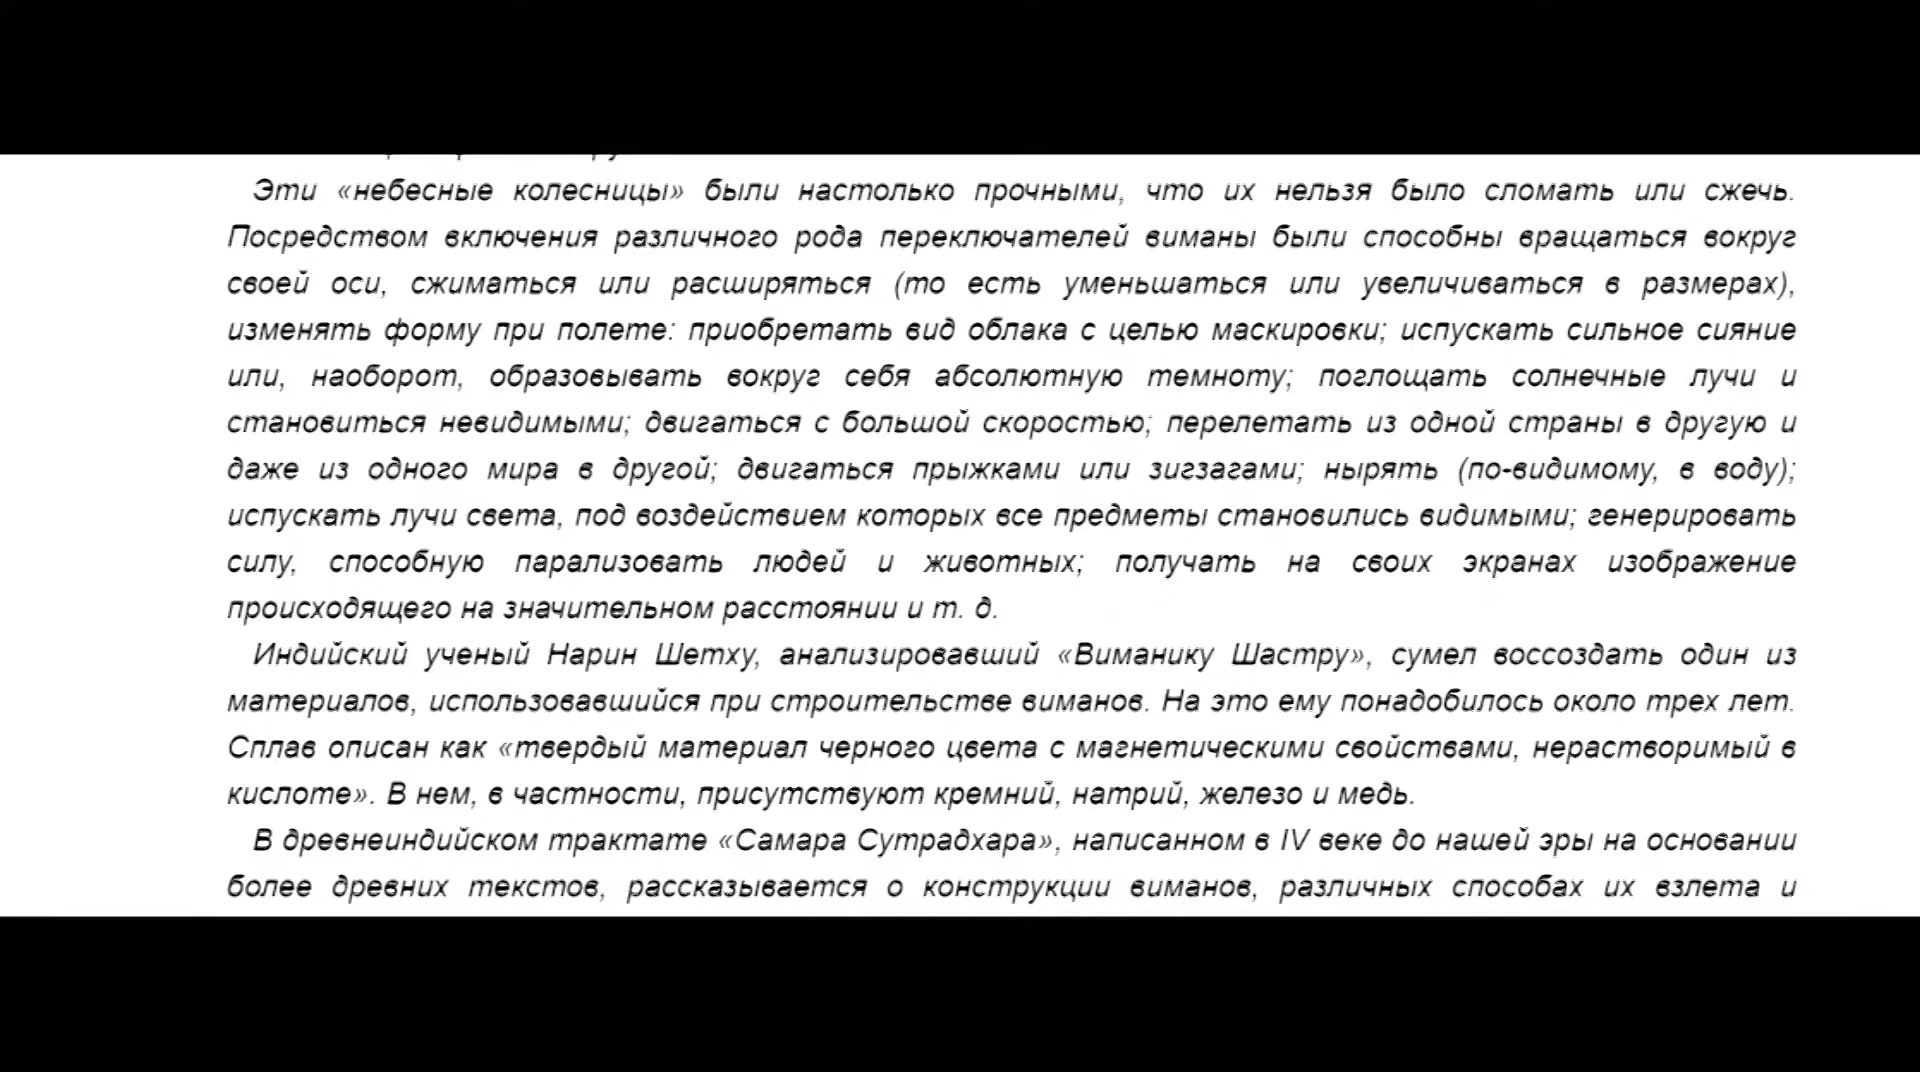 Эти «небесные колесницы» были настолько прочными, что их нельзя было сломать или сжечь.
Посредством включения различного рода переключателей виманы были способны вращаться вокруг
своей оси, сжиматься или расширяться (то есть уменьшаться или увеличиваться в размерах),
изменять форму при полете: приобретать вид облака с целью маскировки; испускать сильное сияние
или, наоборот, образовывать вокруг себя абсолютную темноту; поглощать солнечные лучи и
становиться невидимыми; двигаться с большой скоростью; перелетать из одной страны в другую и
даже из одного мира в другой; двигаться прыжками или зигзагами; нырять (по-видимому, в воду);
испускать лучи света, под воздействием которых все предметы становились видимыми; генерировать
силу, способную парализовать людей и животных; получать на своих экранах изображение
происходящего на значительном расстоянии и т. д.
Индийский ученый Нарин Шетху, анализировавший «Виманику Шастру», сумел воссоздать один из
материалов, использовавшийся при строительстве виманов. На это ему понадобилось около трех лет.
Сплав описан как «твердый материал черного цвета с магнетическими свойствами, нерастворимый в
кислоте». В нем, в частности, присутствуют кремний, натрий, железо и медь.
В древнеиндийском трактате «Самара Сутрадхара», написанном в IV веке до нашей эры на основании
более древних текстов, рассказывается о конструкции виманов, различных способах их взлета и